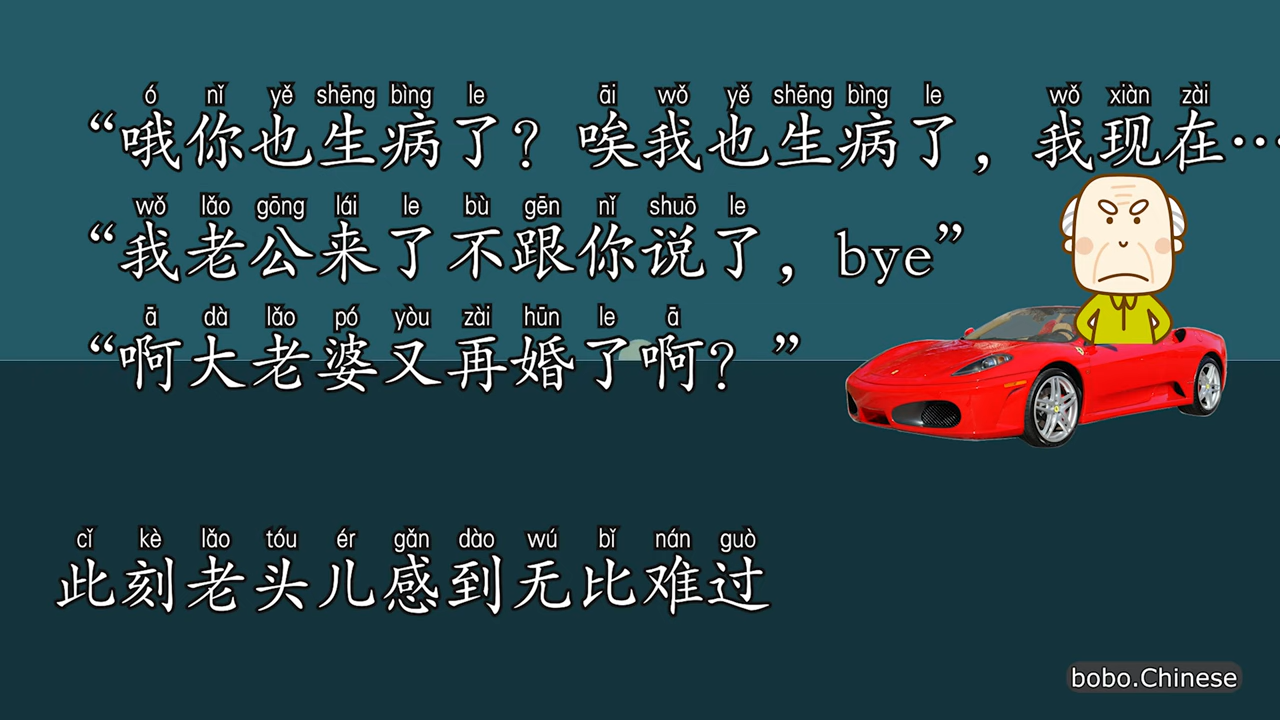 ó nǐ yě shēng bìng le āi wǒ yě shēng bìng le wǒ xiàn zài
“哦你也生病了？唉我也生病了，我现在…
wǒ lǎo gōng lái le bù gēn nǐ shuō le
“我老公来了不跟你说了，bye”
ā dà lǎo pó yòu zài hūn le ā
“啊大老婆又再婚了啊？”
cǐ kè lǎo tóu ér gǎn dào wú bǐ nán guò
此刻老头儿感到无比难过
bobo.Chinese